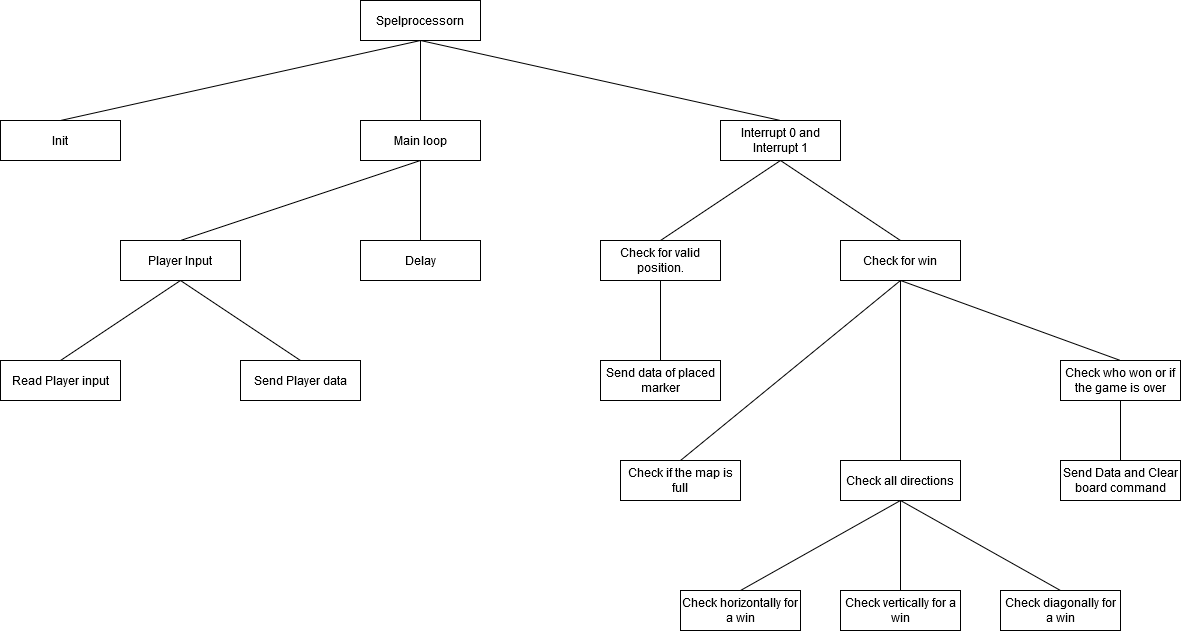 Spelprocessorn
Init
Main loop
Interrupt 0 and
Interrupt 1
Player Input
Delay
Check for valid
position.
Check for win
Read Player input
Send Player data
Send data of placed
marker
Check who won or if
the game is over
Check if the map is
full
Check all directions
Send Data and Clear
board command
Check horizontally for
a win
Check vertically for a
win
Check diagonally for
a win